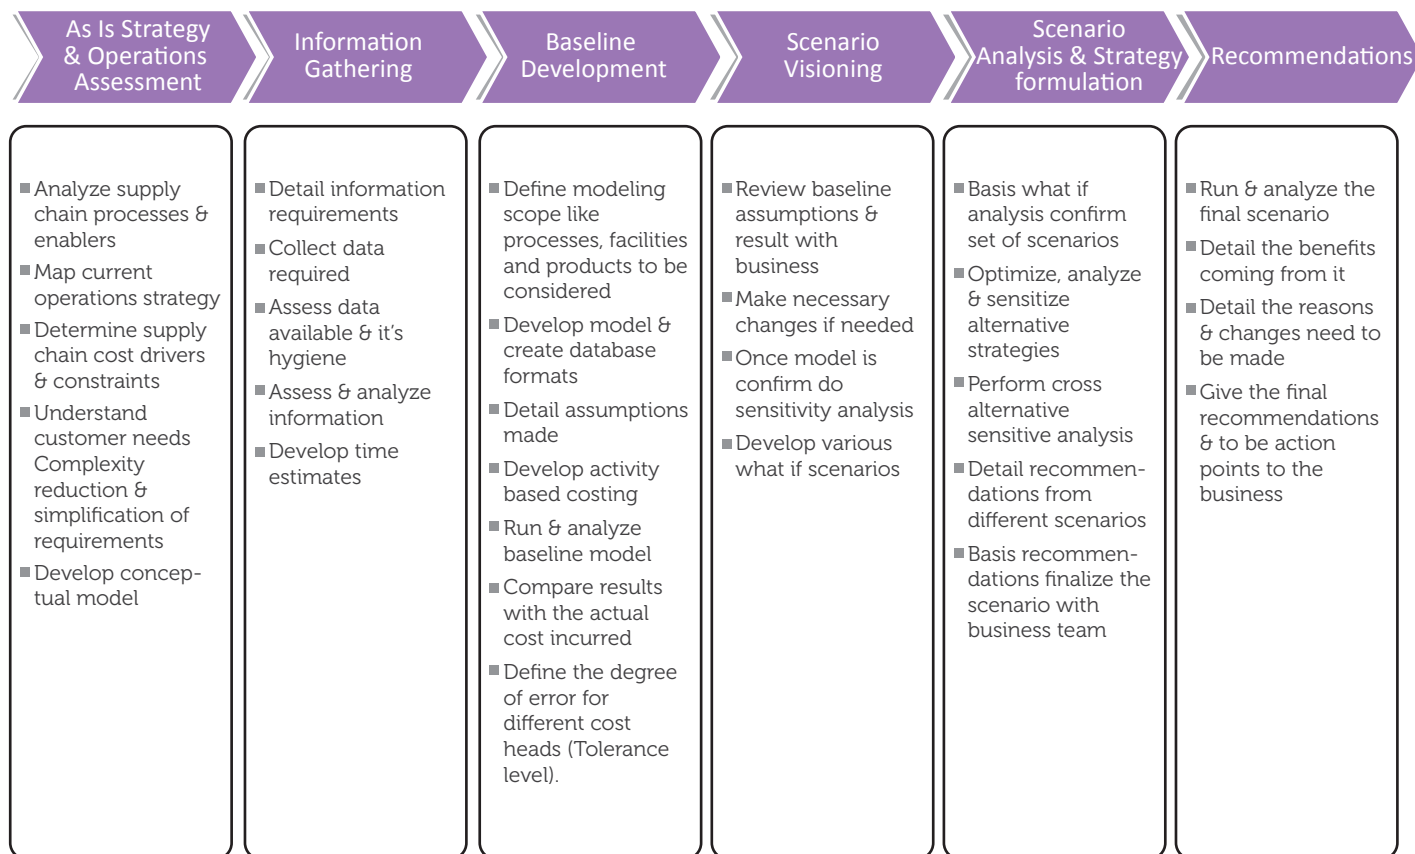 As Is Strategy
& Operations
Assessment
Information
Gathering
Baseline
Development
Scenario
Visioning
Scenario
Analysis & Strategy
formulation
Recommendations
Analyze supply
chain processes &
enablers
Map current
operations strategy
Determine supply
chain cost drivers
& constraints
Understand
customer needs
Complexity
reduction &
simplification of
requirements
Develop concep-
tual model
Detail information
requirements
Collect data
required
Assess data
available & it's
hygiene
Assess & analyze
information
Develop time
estimates
Define modeling
scope like
processes, facilities
and products to be
considered
Develop model &
create database
formats
Detail assumptions
made
Develop activity
based costing
Run & analyze
baseline model
Compare results
with the actual
cost incurred
Define the degree
of error for
different cost
heads (Tolerance
level).
Review baseline
assumptions &
result with
business
Make necessary
changes if needed
Once model is
confirm do
sensitivity analysis
Develop various
what if scenarios
Basis what if
analysis confirm
set of scenarios
Optimize, analyze
& sensitize
alternative
strategies
Perform cross
alternative
sensitive analysis
Detail recommen-
dations from
different scenarios
Basis recommen-
dations finalize the
scenario with
business team
Run & analyze the
final scenario
Detail the benefits
coming from it
Detail the reasons
& changes need to
be made
Give the final
recommendations
& to be action
points to the
business